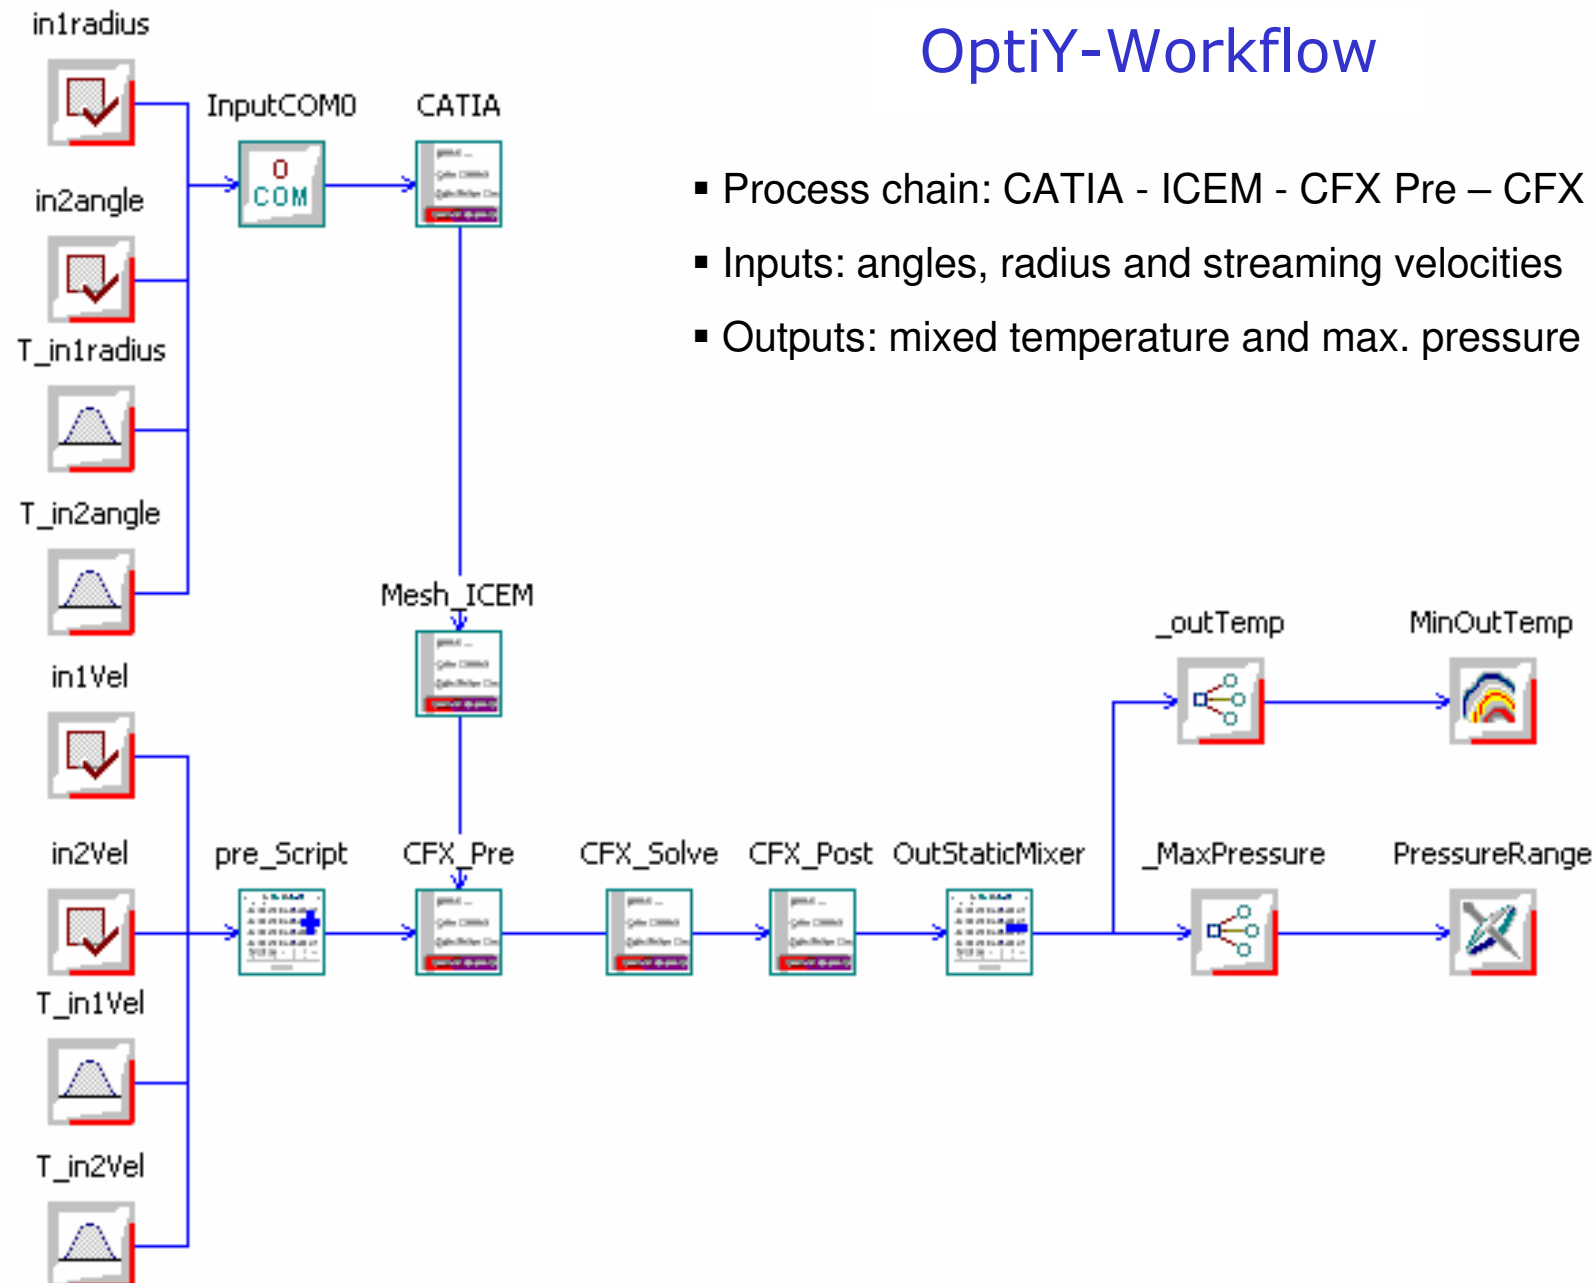 OptiY-Workflow
▪ Process chain: CATIA - ICEM - CFX Pre – CFX
▪ Inputs: angles, radius and streaming velocities
▪ Outputs: mixed temperature and max. pressure
in1radius
InputCOM0
CATIA
0
COM
in2angle
T_in1radius
T_in2angle
Mesh_ICEM
_outTemp
MinOutTemp
in1Vel
in2Vel
pre_Script
CFX_Pre
CFX_Solve
CFX_Post
OutStaticMixer
_MaxPressure
PressureRange
T_in1Vel
T_in2Vel